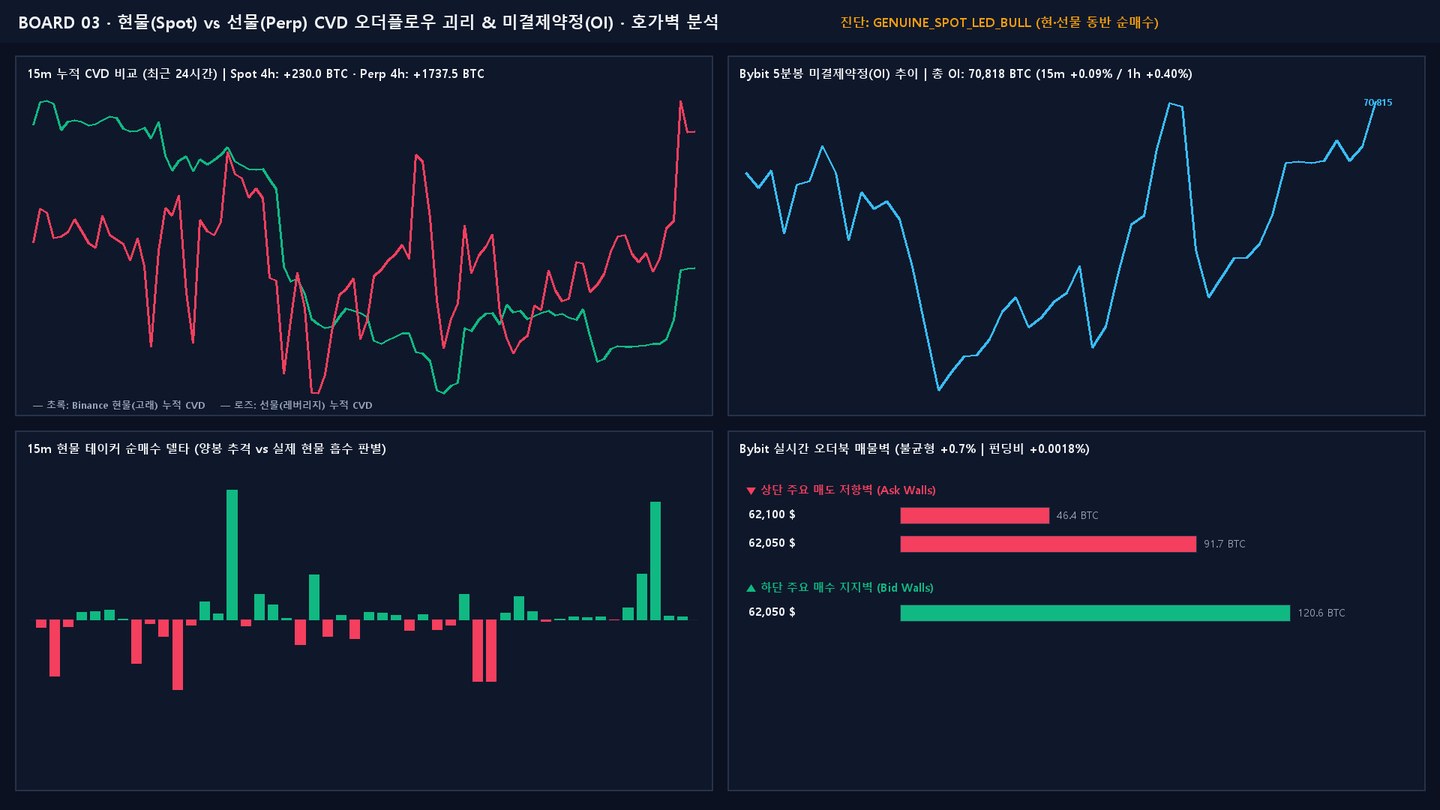 BOARD 03 · 현물(Spot) vs 선물(Perp) CVD 오더플로우 괴리 & 미결제약정(OI) · 호가벽 분석
진단: GENUINE_SPOT_LED_BULL (현·선물 동반 순매수)
15m 누적 CVD 비교 (최근 24시간) | Spot 4h: +230.0 BTC · Perp 4h: +1737.5 BTC
— 초록: Binance 현물(고래) 누적 CVD
— 로즈: 선물(레버리지) 누적 CVD
Bybit 5분봉 미결제약정(OI) 추이 | 총 OI: 70,818 BTC (15m +0.09% / 1h +0.40%)
70,815
15m 현물 테이커 순매수 델타 (양봉 추격 vs 실제 현물 흡수 판별)
Bybit 실시간 오더북 매물벽 (불균형 +0.7% | 펀딩비 +0.0018%)
▼ 상단 주요 매도 저항벽 (Ask Walls)
62,100 $ 46.4 BTC
62,050 $ 91.7 BTC
▲ 하단 주요 매수 지지벽 (Bid Walls)
62,050 $ 120.6 BTC